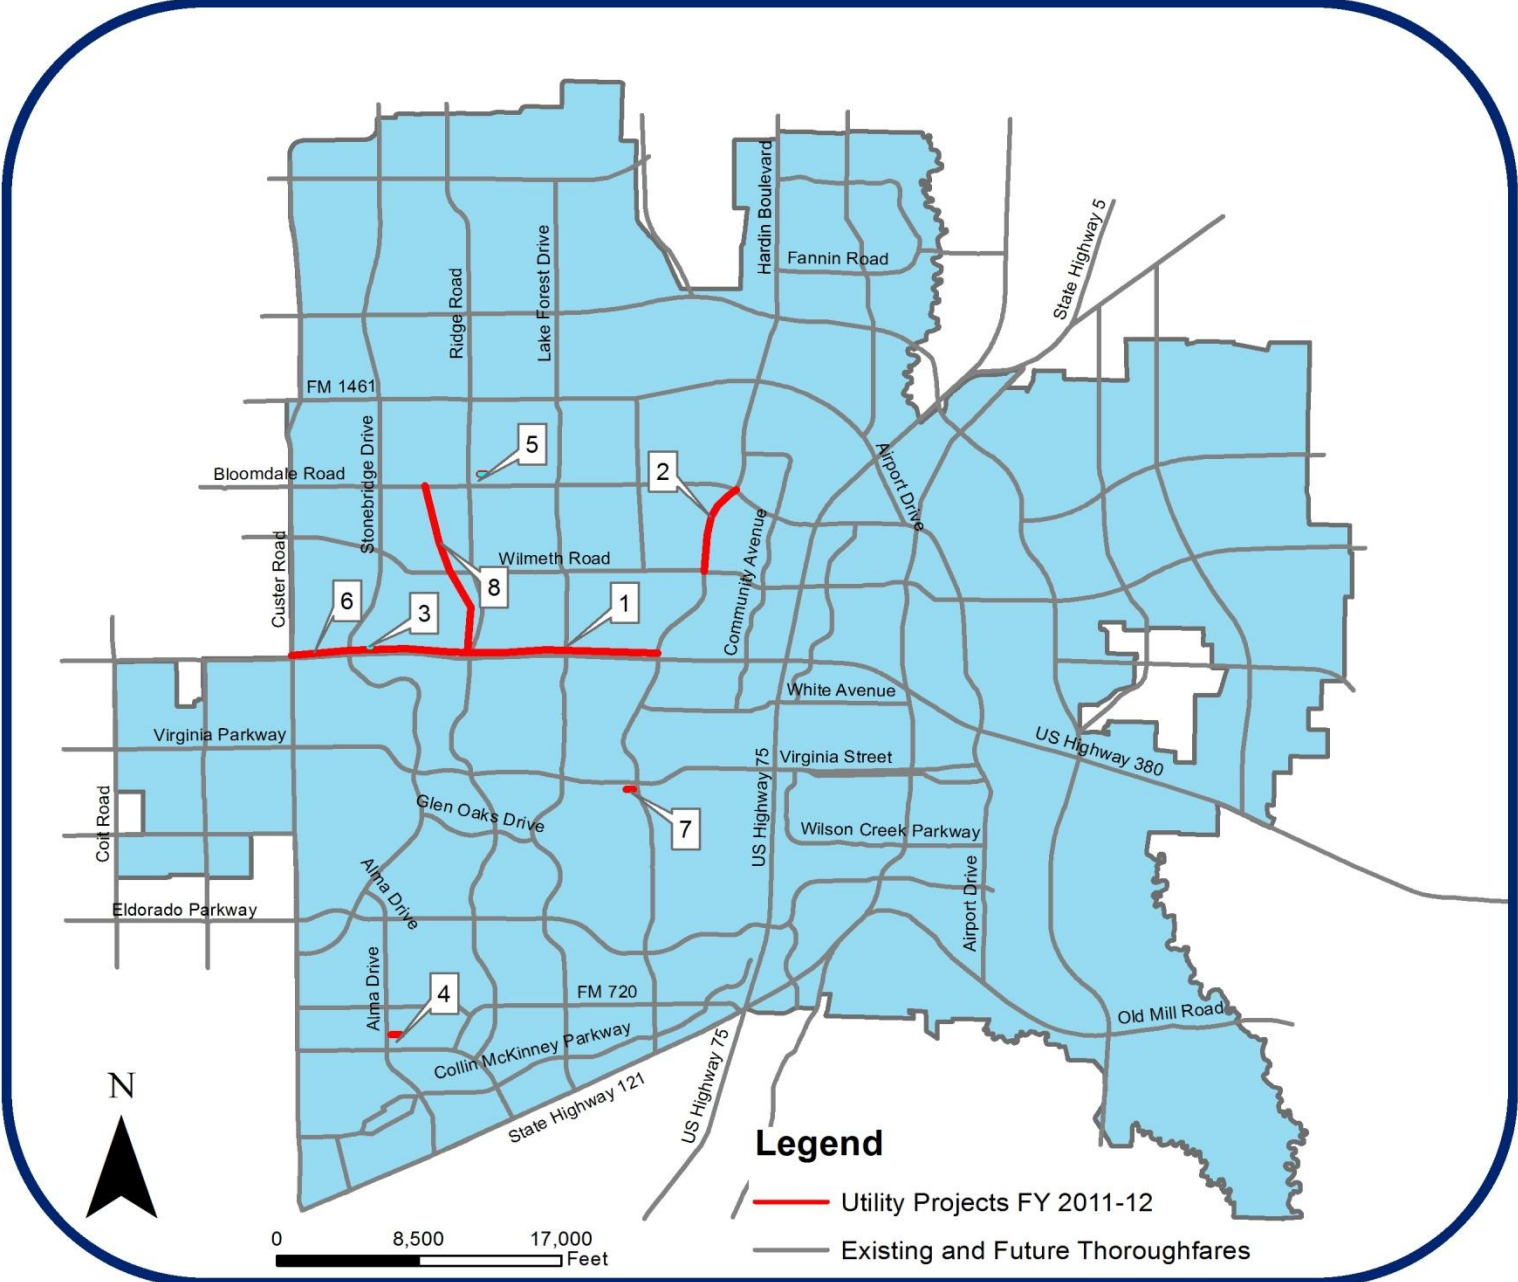 State Highway 5
Hardin Boulevard
Fannin Road
Lake Forest Drive
Ridge Road
FM 1461
Stonebridge Drive
5
2
Airport Drive
Bloomdale Road
Community Avenue
Custer Road
Wilmeth Road
8
6
3
1
White Avenue
Virginia Parkway
US Highway 380
US Highway 75
Virginia Street
Coit Road
Glen Oaks Drive
7
Wilson Creek Parkway
Alma Drive
Airport Drive
Eldorado Parkway
Alma Drive
4
FM 720
Old Mill Road
Collin McKinney Parkway
US Highway 75
State Highway 121
N
Legend
Utility Projects FY 2011-12
Existing and Future Thoroughfares
0 8,500 17,000
Feet